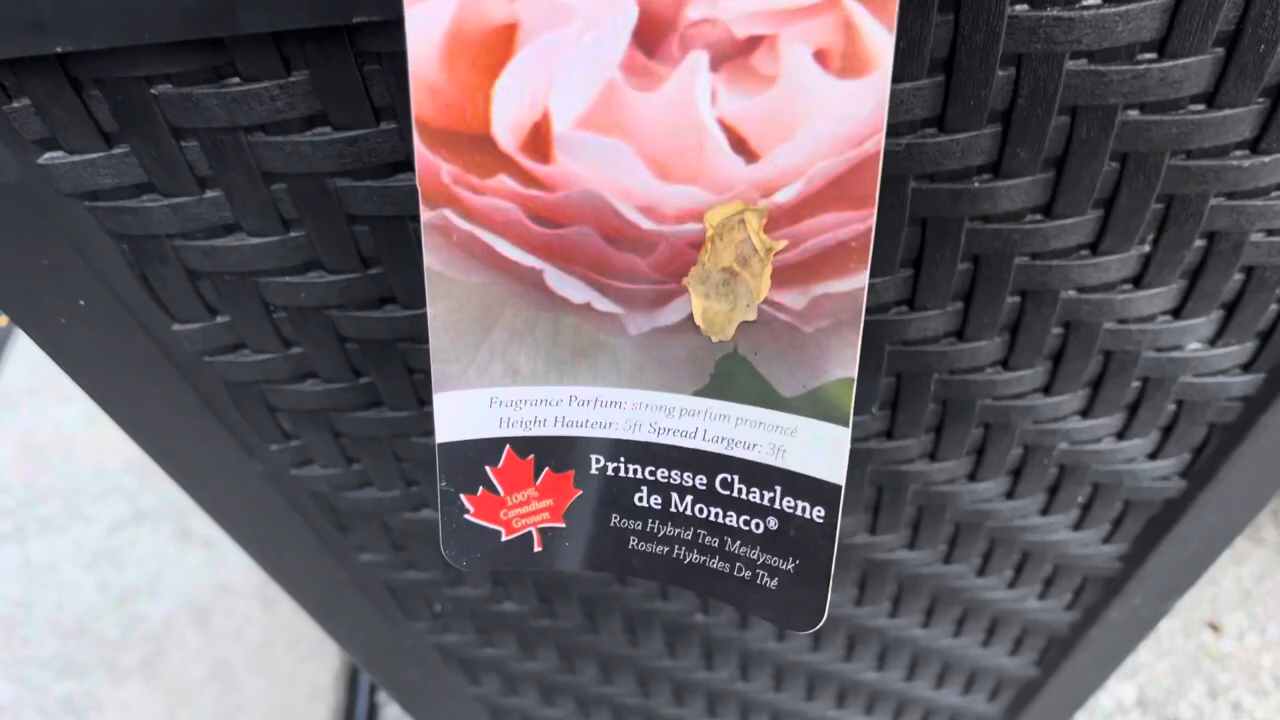 Fragrance Parfum: strong parfum prononcé
Height Hauteur: 5ft Spread Largeur: 3ft
100%
Canadian
Grown
Princesse Charlene
de Monaco®
Rosa Hybrid Tea 'Meidysouk'
Rosier Hybrides De Thé